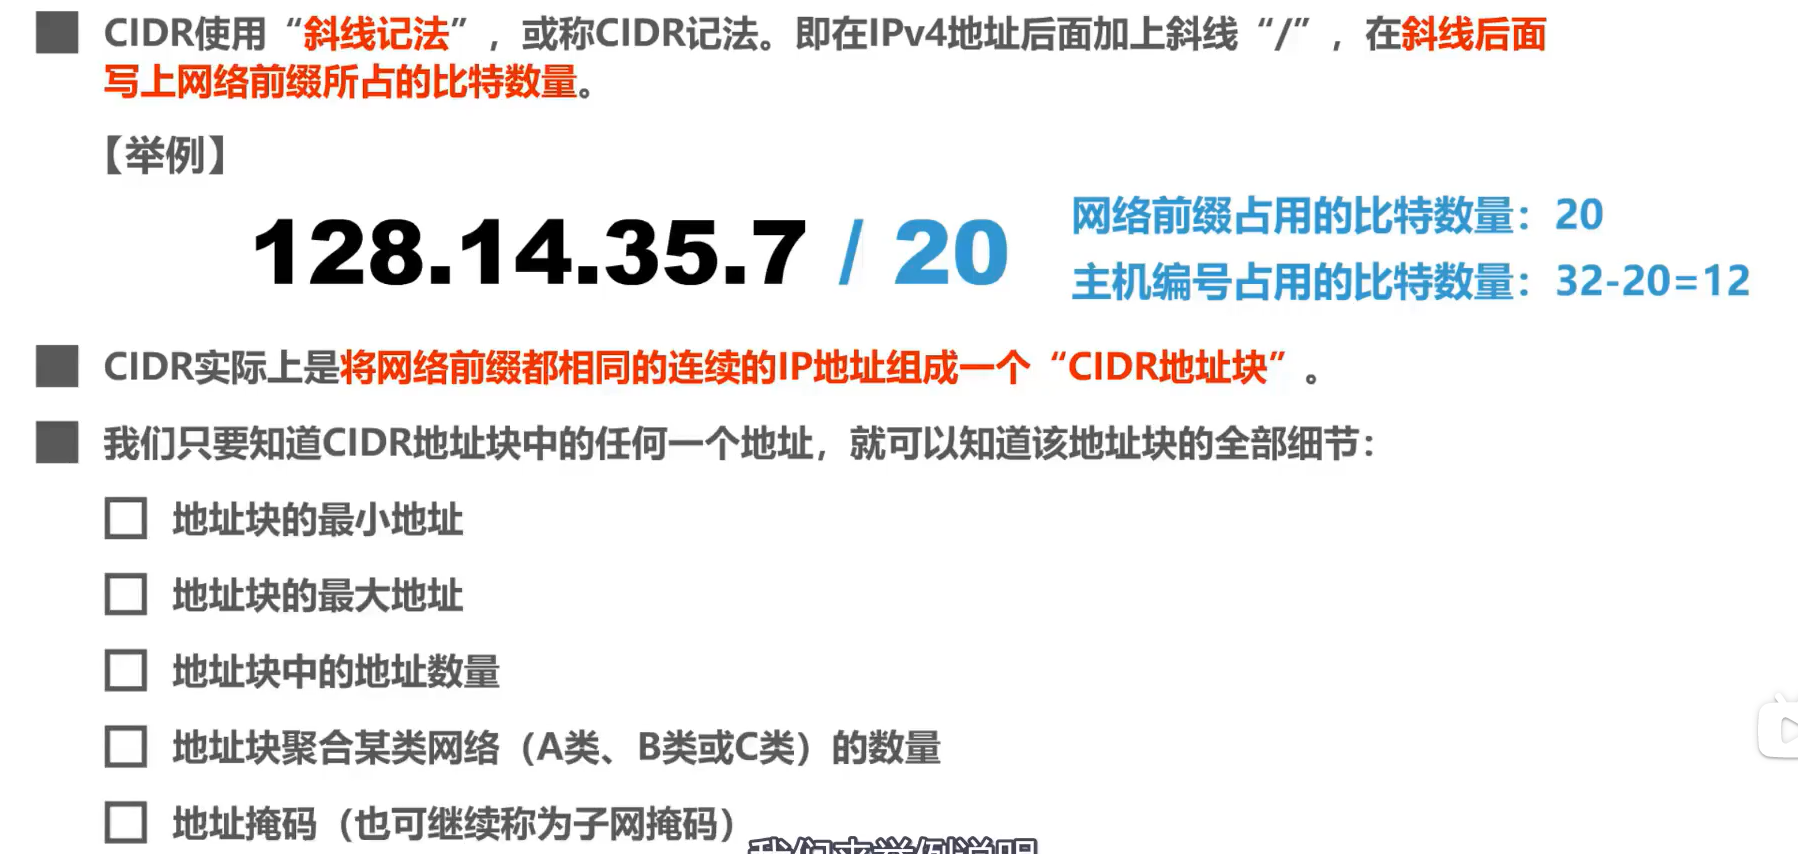 CIDR使用“斜线记法”，或称CIDR记法。即在IPv4地址后面加上斜线“/”，在斜线后面
写上网络前缀所占的比特数量。
【举例】
128.14.35.7 / 20
网络前缀占用的比特数量：20
主机编号占用的比特数量：32-20=12
CIDR实际上是将网络前缀都相同的连续的IP地址组成一个“CIDR地址块”。
我们只要知道CIDR地址块中的任何一个地址，就可以知道该地址块的全部细节：
地址块的最小地址
地址块的最大地址
地址块中的地址数量
地址块聚合某类网络（A类、B类或C类）的数量
地址掩码（也可继续称为子网掩码）
我们来举例说明